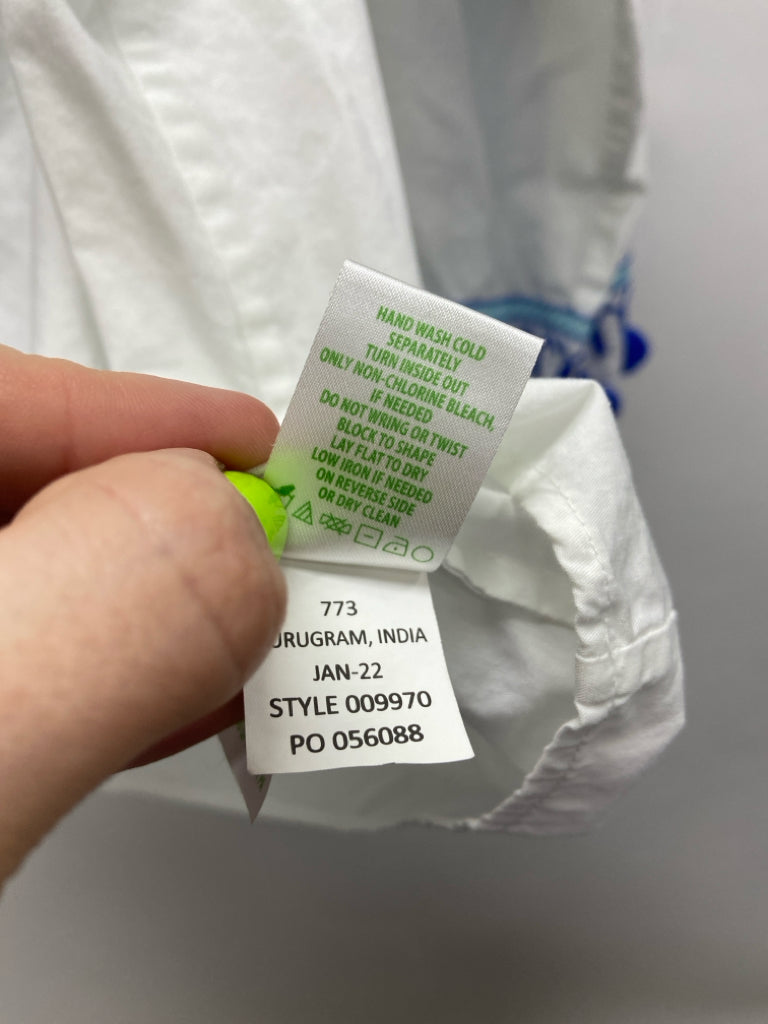 HAND WASH COLD
SEPARATELY
TURN INSIDE OUT
ONLY NON-CHLORINE BLEACH,
IF NEEDED
DO NOT WRING OR TWIST
BLOCK TO SHAPE
LAY FLAT TO DRY
LOW IRON IF NEEDED
ON REVERSE SIDE
OR DRY CLEAN
773
URUGRAM, INDIA
JAN-22
STYLE 009970
PO 056088